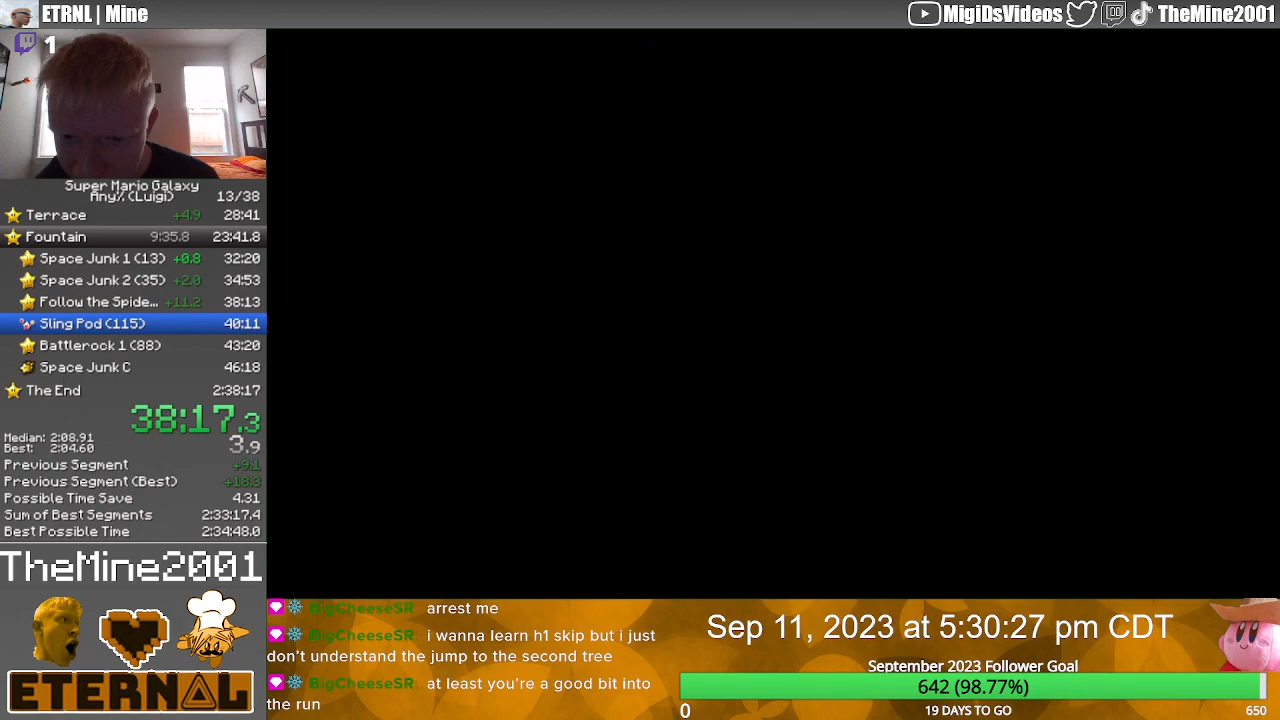 ETRNL | Mine
MigiDsVideos
TheMine2001
1
Super Mario Galaxy
Any% (Luigi) 13/38
Terrace +4.9 28:41
Fountain 9:35.8 23:41.8
Space Junk 1 (13) +0.8 32:20
Space Junk 2 (35) +2.0 34:53
Follow the Spide... +11.2 38:13
Sling Pod (115) 40:11
Battlerock 1 (88) 43:20
Space Junk C 46:18
The End 2:38:17
38:17.3
Median: 2:08.91
Best: 2:04.60
3.9
Previous Segment +9.1
Previous Segment (Best) +18.3
Possible Time Save 4.31
Sum of Best Segments 2:33:17.4
Best Possible Time 2:34:48.0
TheMine2001
ETERNAL
BigCheeseSR: arrest me
BigCheeseSR: i wanna learn h1 skip but i just
don't understand the jump to the second tree
BigCheeseSR: at least you're a good bit into
the run
Sep 11, 2023 at 5:30:27 pm CDT
September 2023 Follower Goal
642 (98.77%)
0 19 DAYS TO GO 650